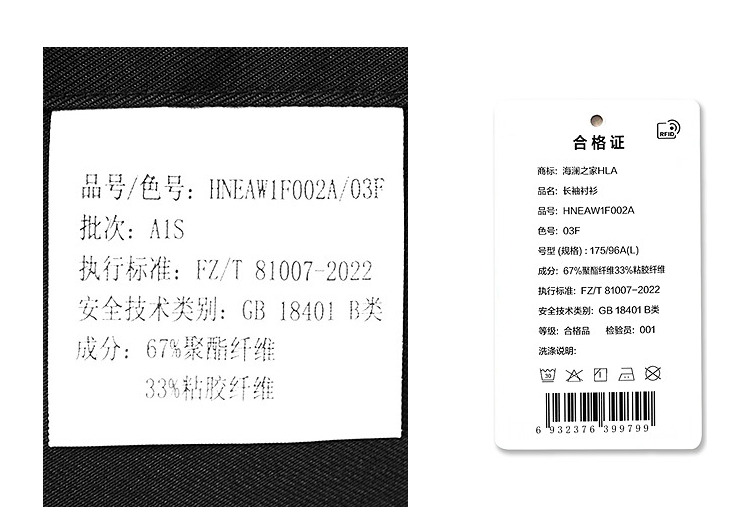 品号/色号: HNEAW1F002A/03F
批次: A1S
执行标准: FZ/T 81007-2022
安全技术类别: GB 18401 B类
成分: 67%聚酯纤维
33%粘胶纤维
RFID
合格证
商标: 海澜之家HLA
品名: 长袖衬衫
品号: HNEAW1F002A
色号: 03F
号型(规格): 175/96A(L)
成分: 67%聚酯纤维33%粘胶纤维
执行标准: FZ/T 81007-2022
安全技术类别: GB 18401 B类
等级: 合格品 检验员: 001
洗涤说明:
30
6 932376 399799